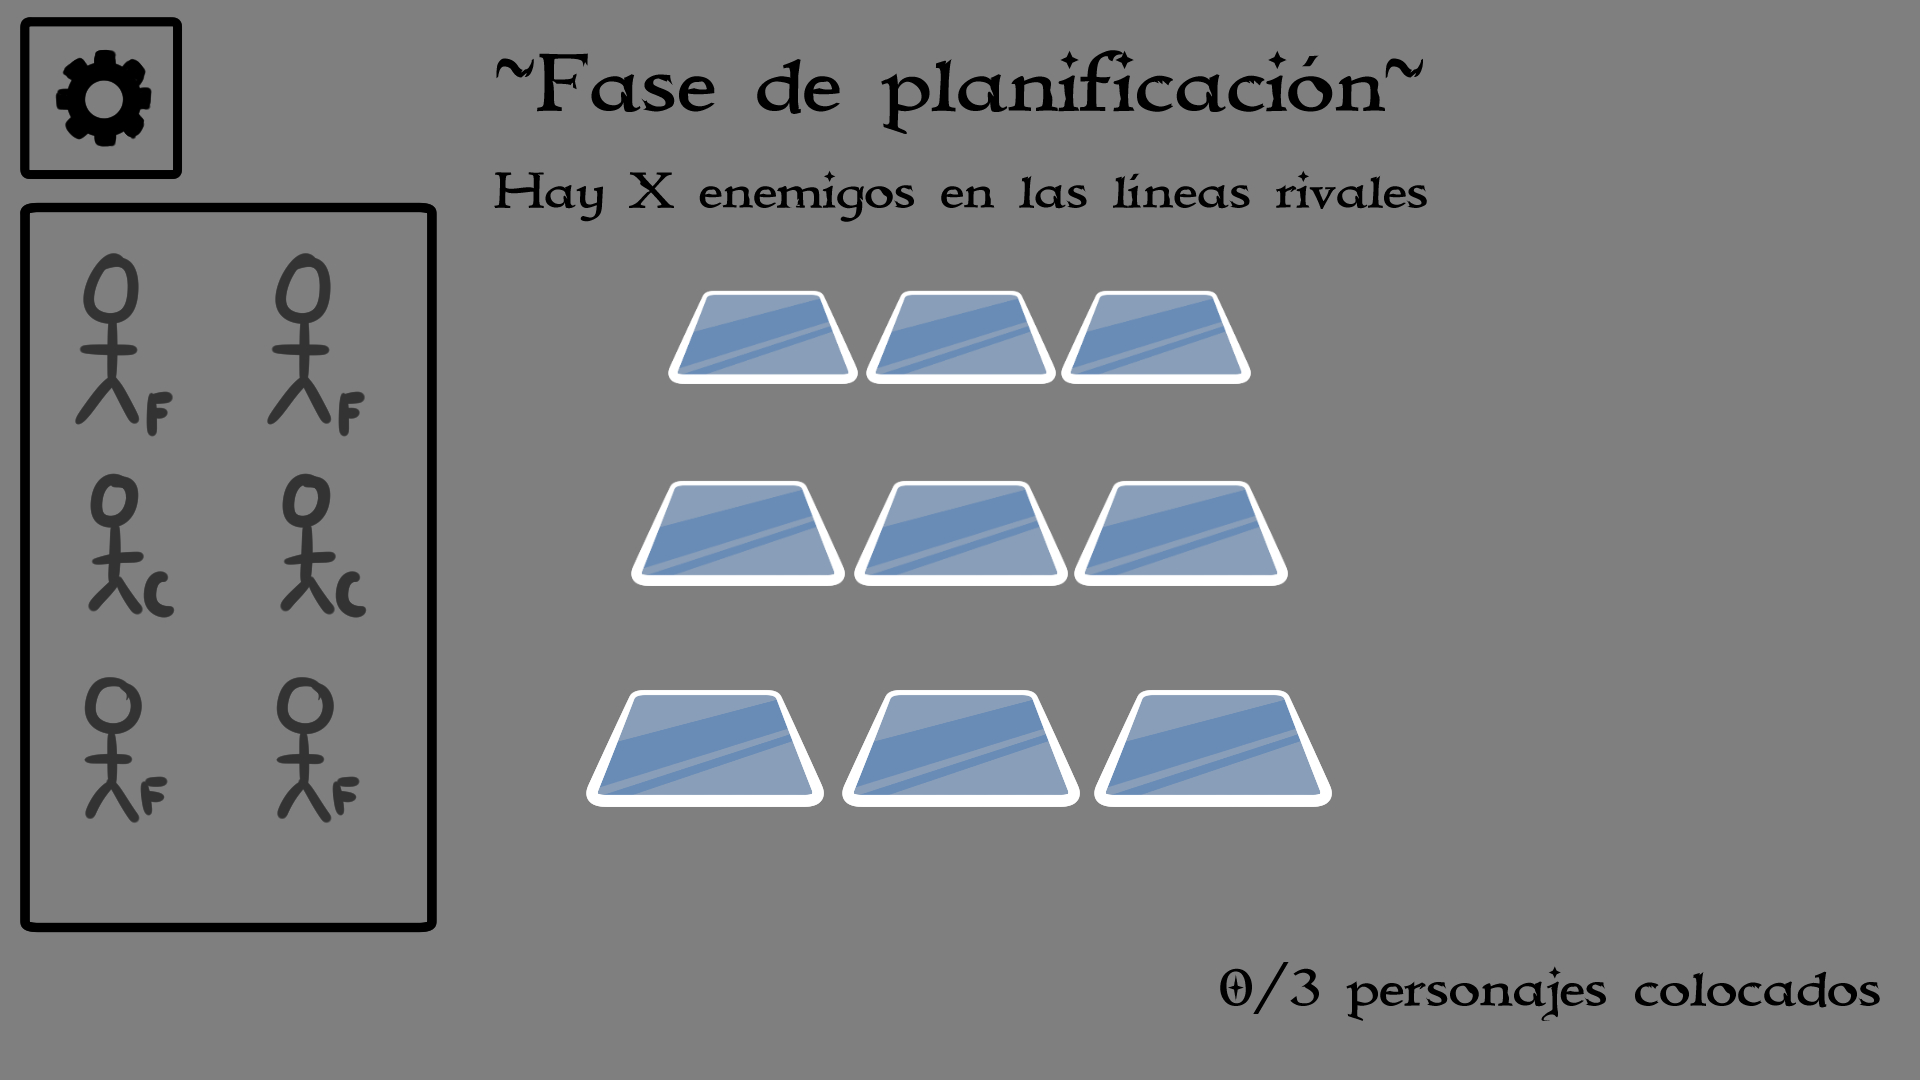 ~Fase de planificación~
Hay X enemigos en las líneas rivales
F F
C C
F F
0/3 personajes colocados